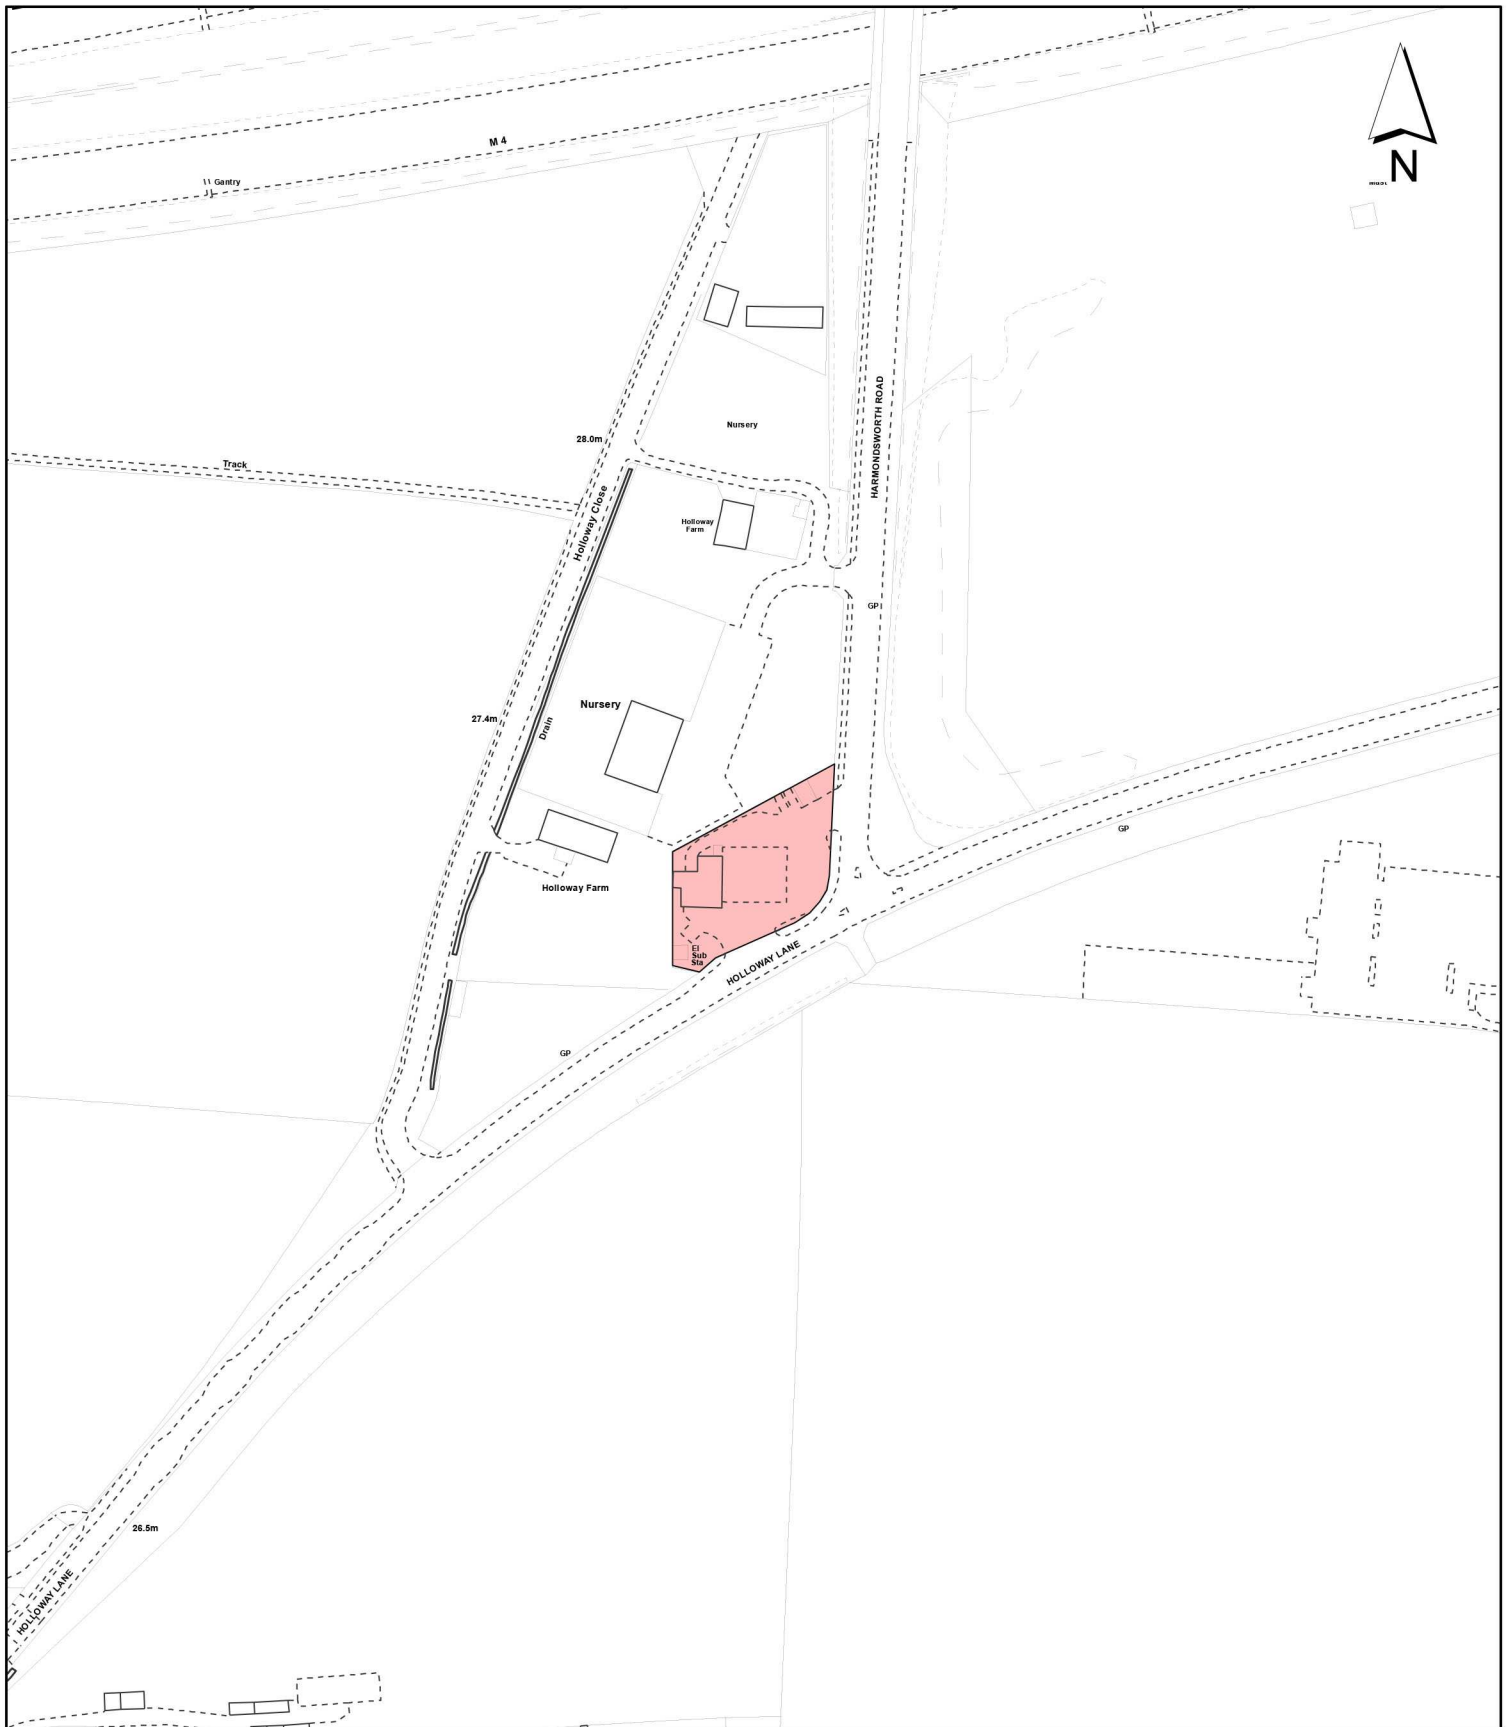 M 4
Gantry
N
28.0m
Nursery
HARMONDSWORTH ROAD
Track
Holloway Close
Holloway
Farm
GP
27.4m
Nursery
Drain
GP
Holloway Farm
El
Sub
Sta
HOLLOWAY LANE
GP
26.5m
HOLLOWAY LANE